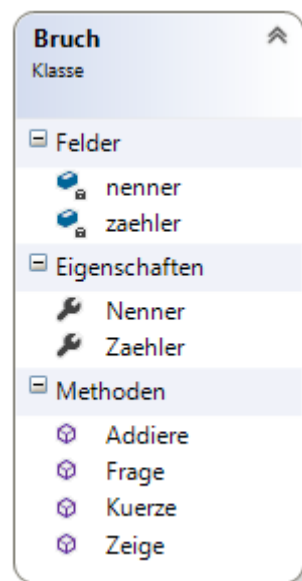 Bruch
Klasse
Felder
nenner
zaehler
Eigenschaften
Nenner
Zaehler
Methoden
Addiere
Frage
Kuerze
Zeige